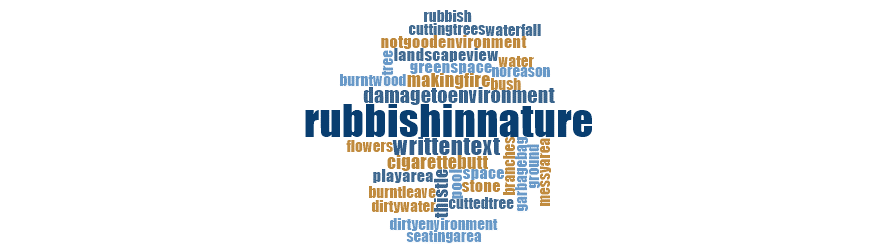 rubbish
cuttingtrees waterfall
notgoodenvironment
tree landscapeview
greenspace water
noreason
burntwood makingfire bush
damagetoenvironment
rubbishinnature
flowers writtentext
cigarettebutt branches garbagebag ground messyarea
playarea thistle pool space
burntleave stone
dirtywater cuttedtree
dirtyenyironment
seatingarea